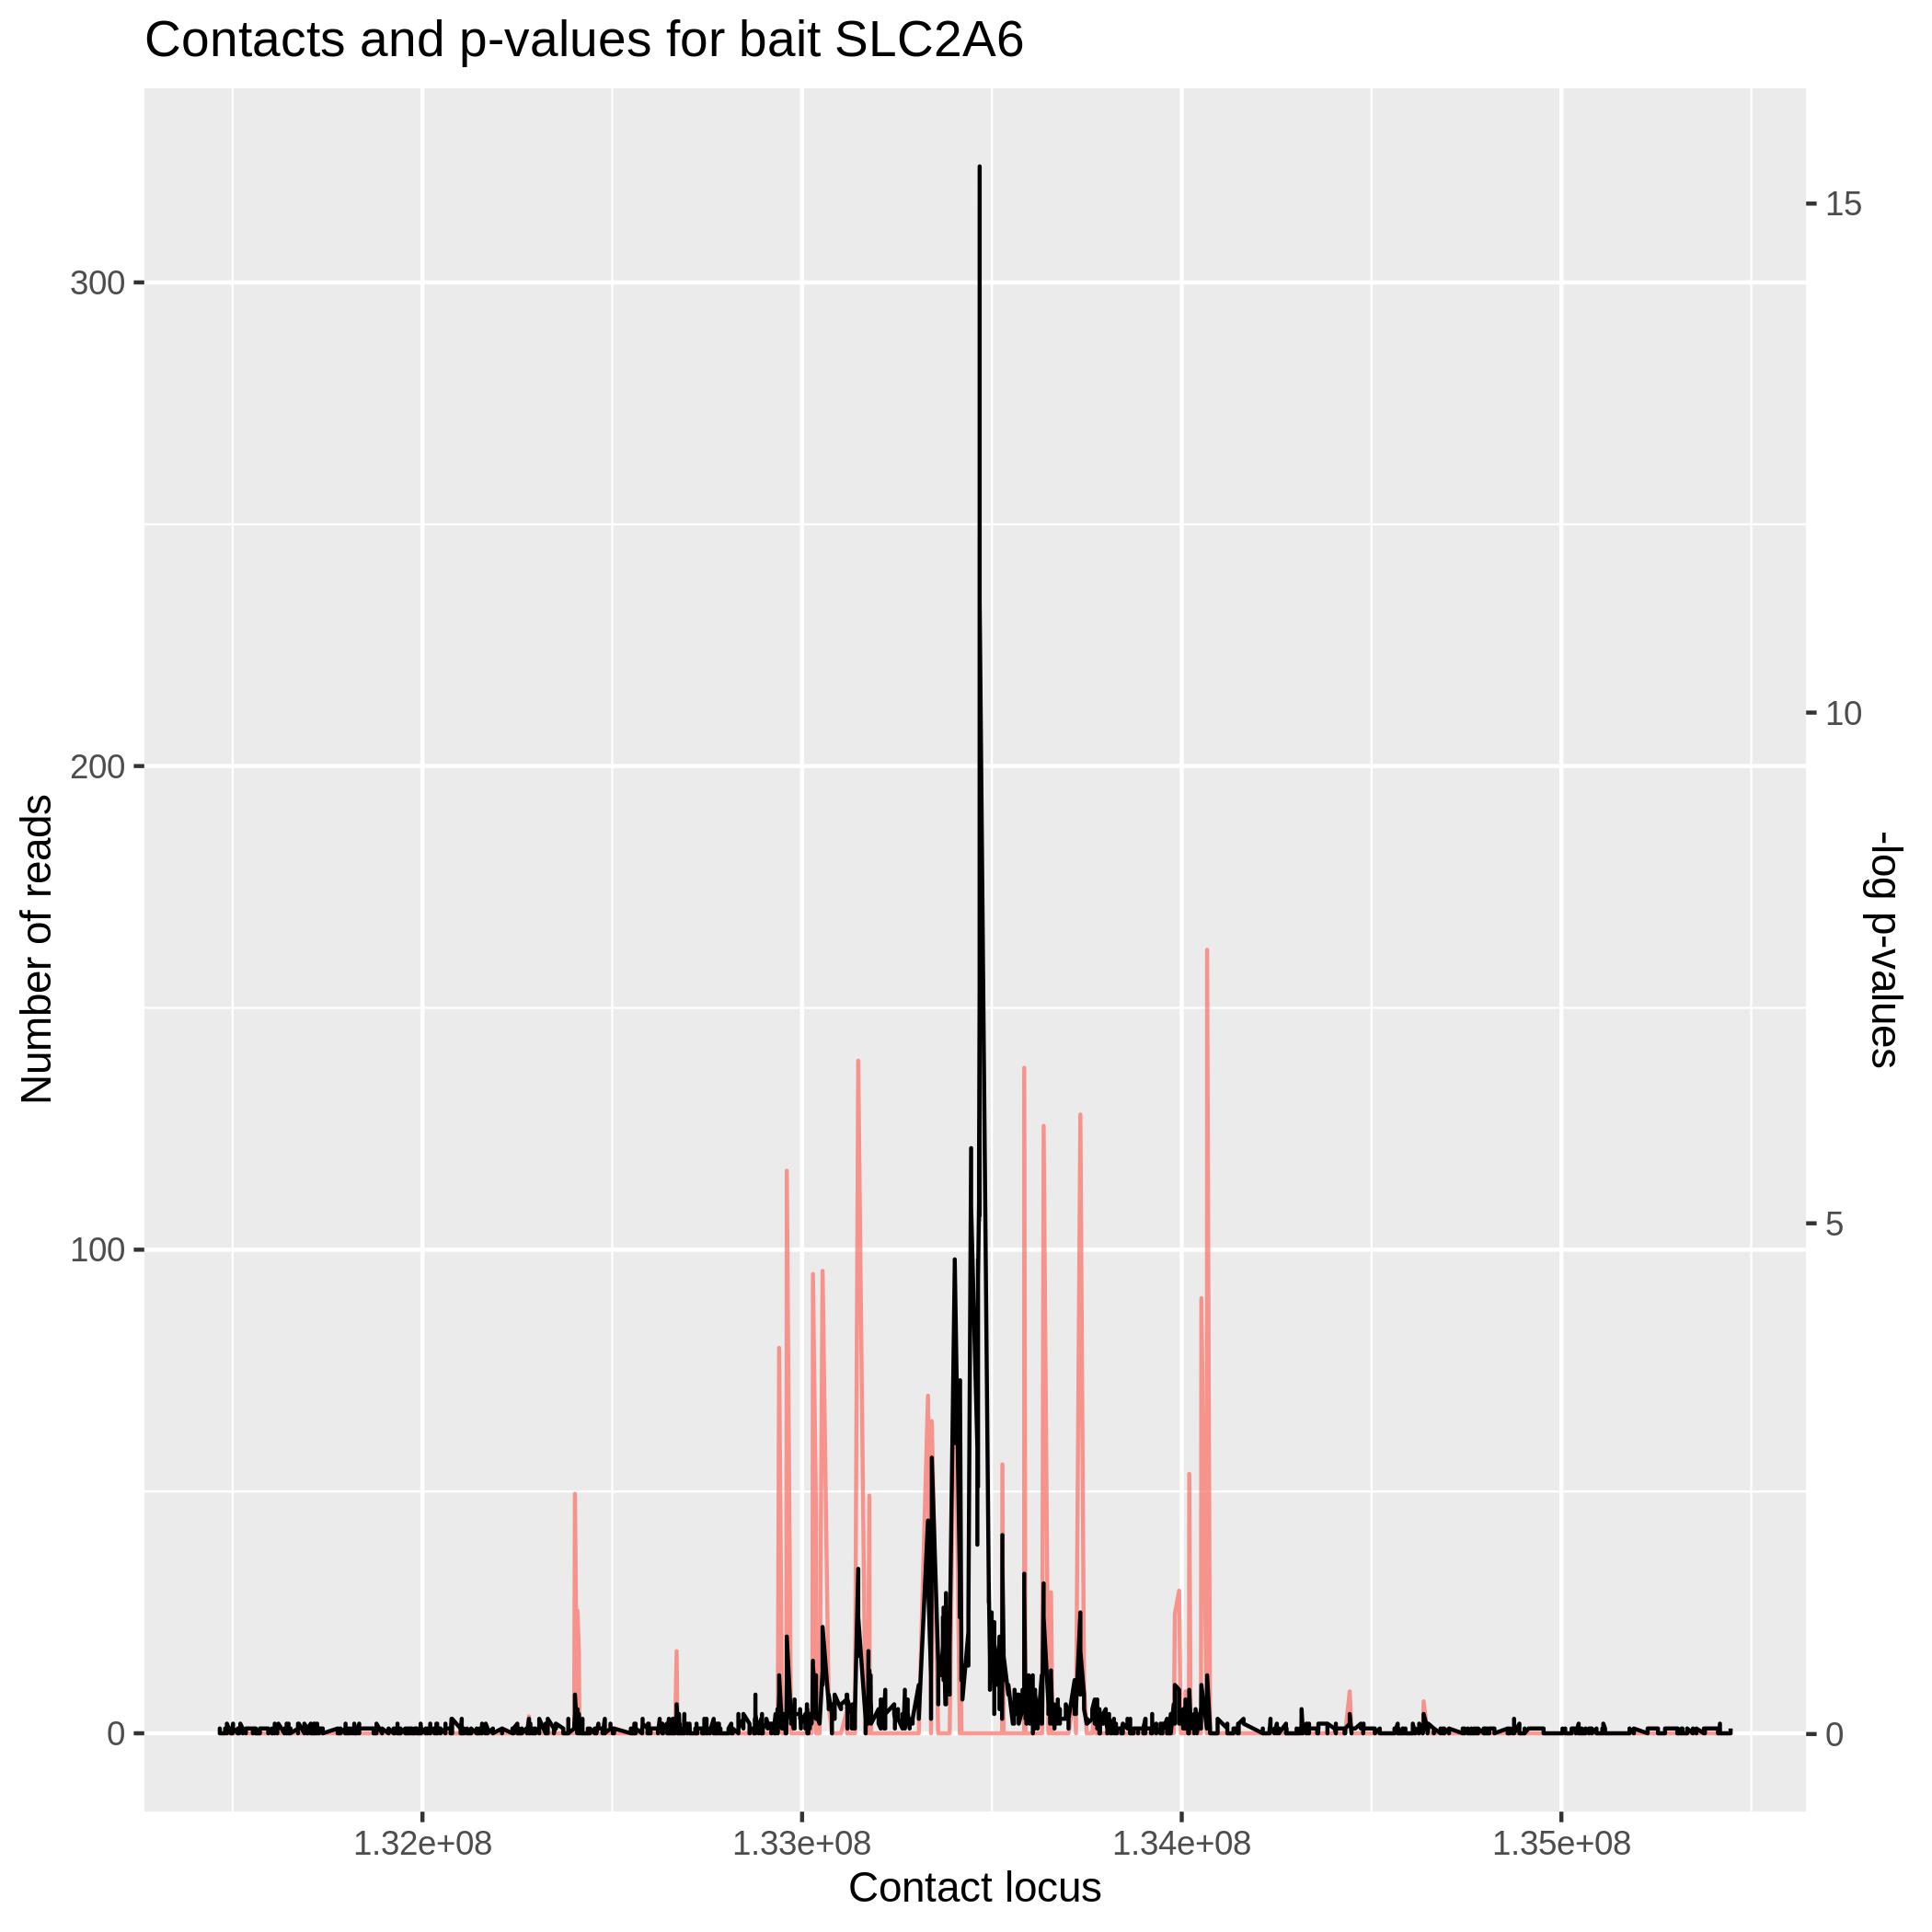 Contacts and p-values for bait SLC2A6
Number of reads
300
200
100
0
15
10
5
0
-log p-values
1.32e+08
1.33e+08
1.34e+08
1.35e+08
Contact locus